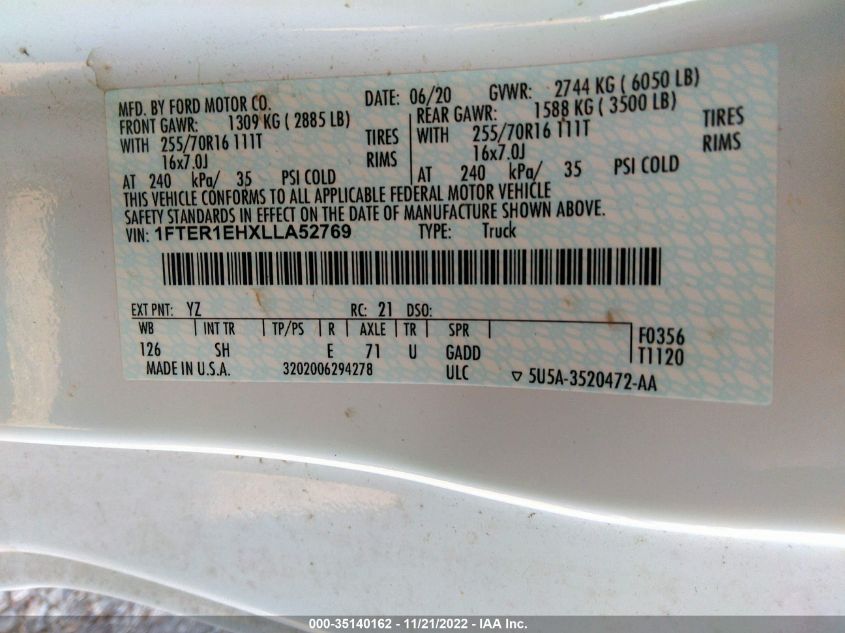 MFD. BY FORD MOTOR CO. DATE: 06/20 GVWR: 2744 KG ( 6050 LB)
FRONT GAWR: 1309 KG ( 2885 LB) REAR GAWR: 1588 KG ( 3500 LB)
WITH 255/70R16 111T TIRES WITH 255/70R16 111T TIRES
16x7.0J RIMS 16x7.0J RIMS
AT 240 kPa/ 35 PSI COLD AT 240 kPa/ 35 PSI COLD
THIS VEHICLE CONFORMS TO ALL APPLICABLE FEDERAL MOTOR VEHICLE
SAFETY STANDARDS IN EFFECT ON THE DATE OF MANUFACTURE SHOWN ABOVE.
VIN: 1FTER1EHXLLA52769 TYPE: Truck
EXT PNT: YZ RC: 21 DSO:
WB INT TR TP/PS R AXLE TR SPR F0356
126 SH E 71 U GADD T1120
MADE IN U.S.A. 3202006294278 ULC ▽ 5U5A-3520472-AA
000-35140162 - 11/21/2022 - IAA Inc.